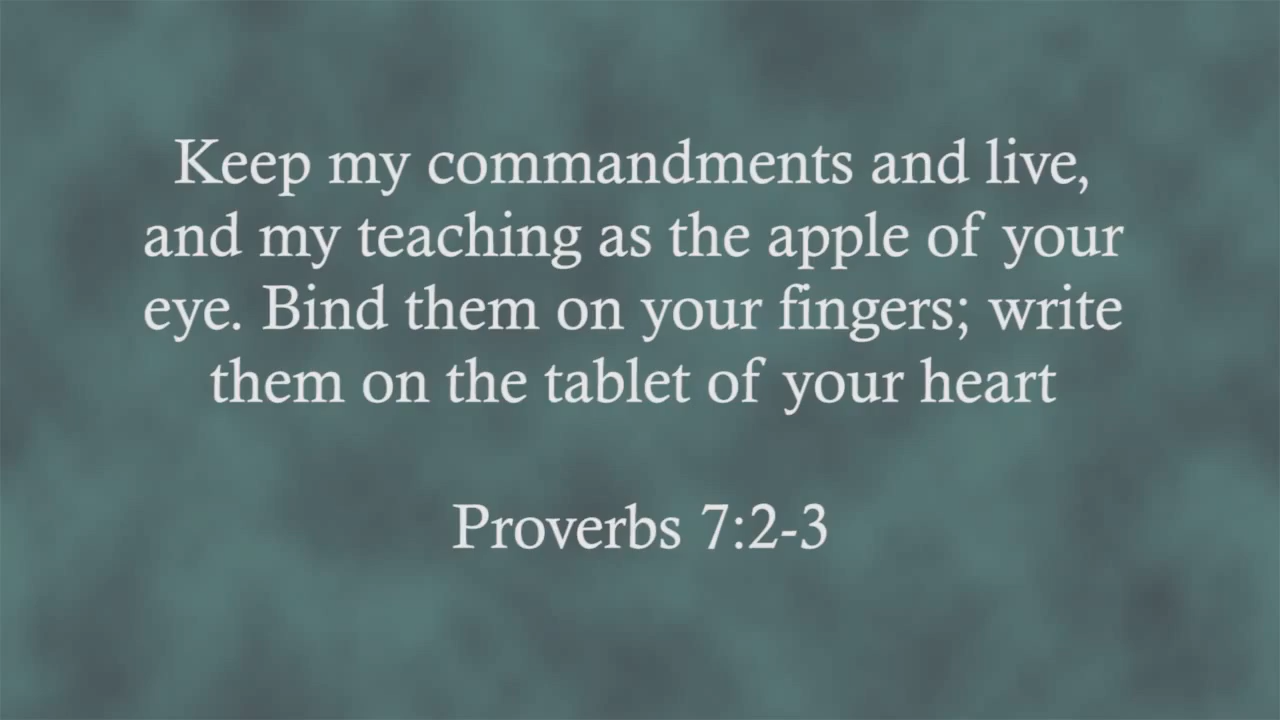 Keep my commandments and live,
and my teaching as the apple of your
eye. Bind them on your fingers; write
them on the tablet of your heart
Proverbs 7:2-3